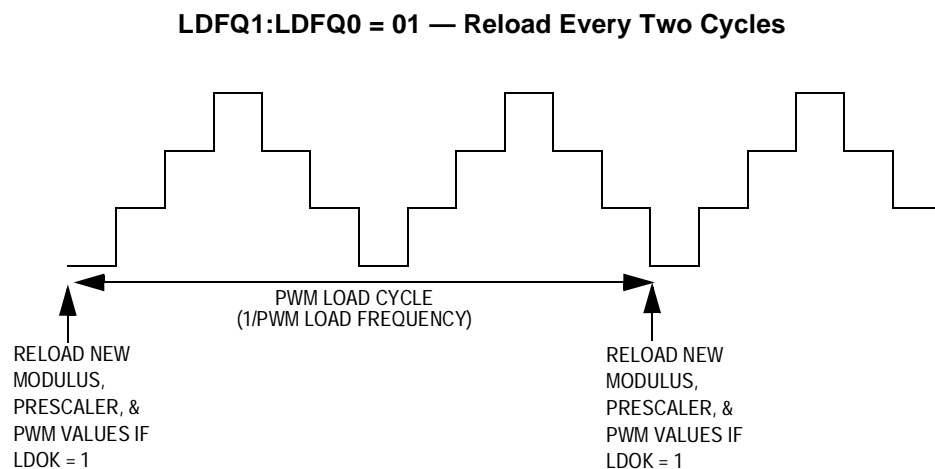 LDFQ1:LDFQ0 = 01 — Reload Every Two Cycles
PWM LOAD CYCLE
(1/PWM LOAD FREQUENCY)
RELOAD NEW
MODULUS,
PRESCALER, &
PWM VALUES IF
LDOK = 1
RELOAD NEW
MODULUS,
PRESCALER, &
PWM VALUES IF
LDOK = 1